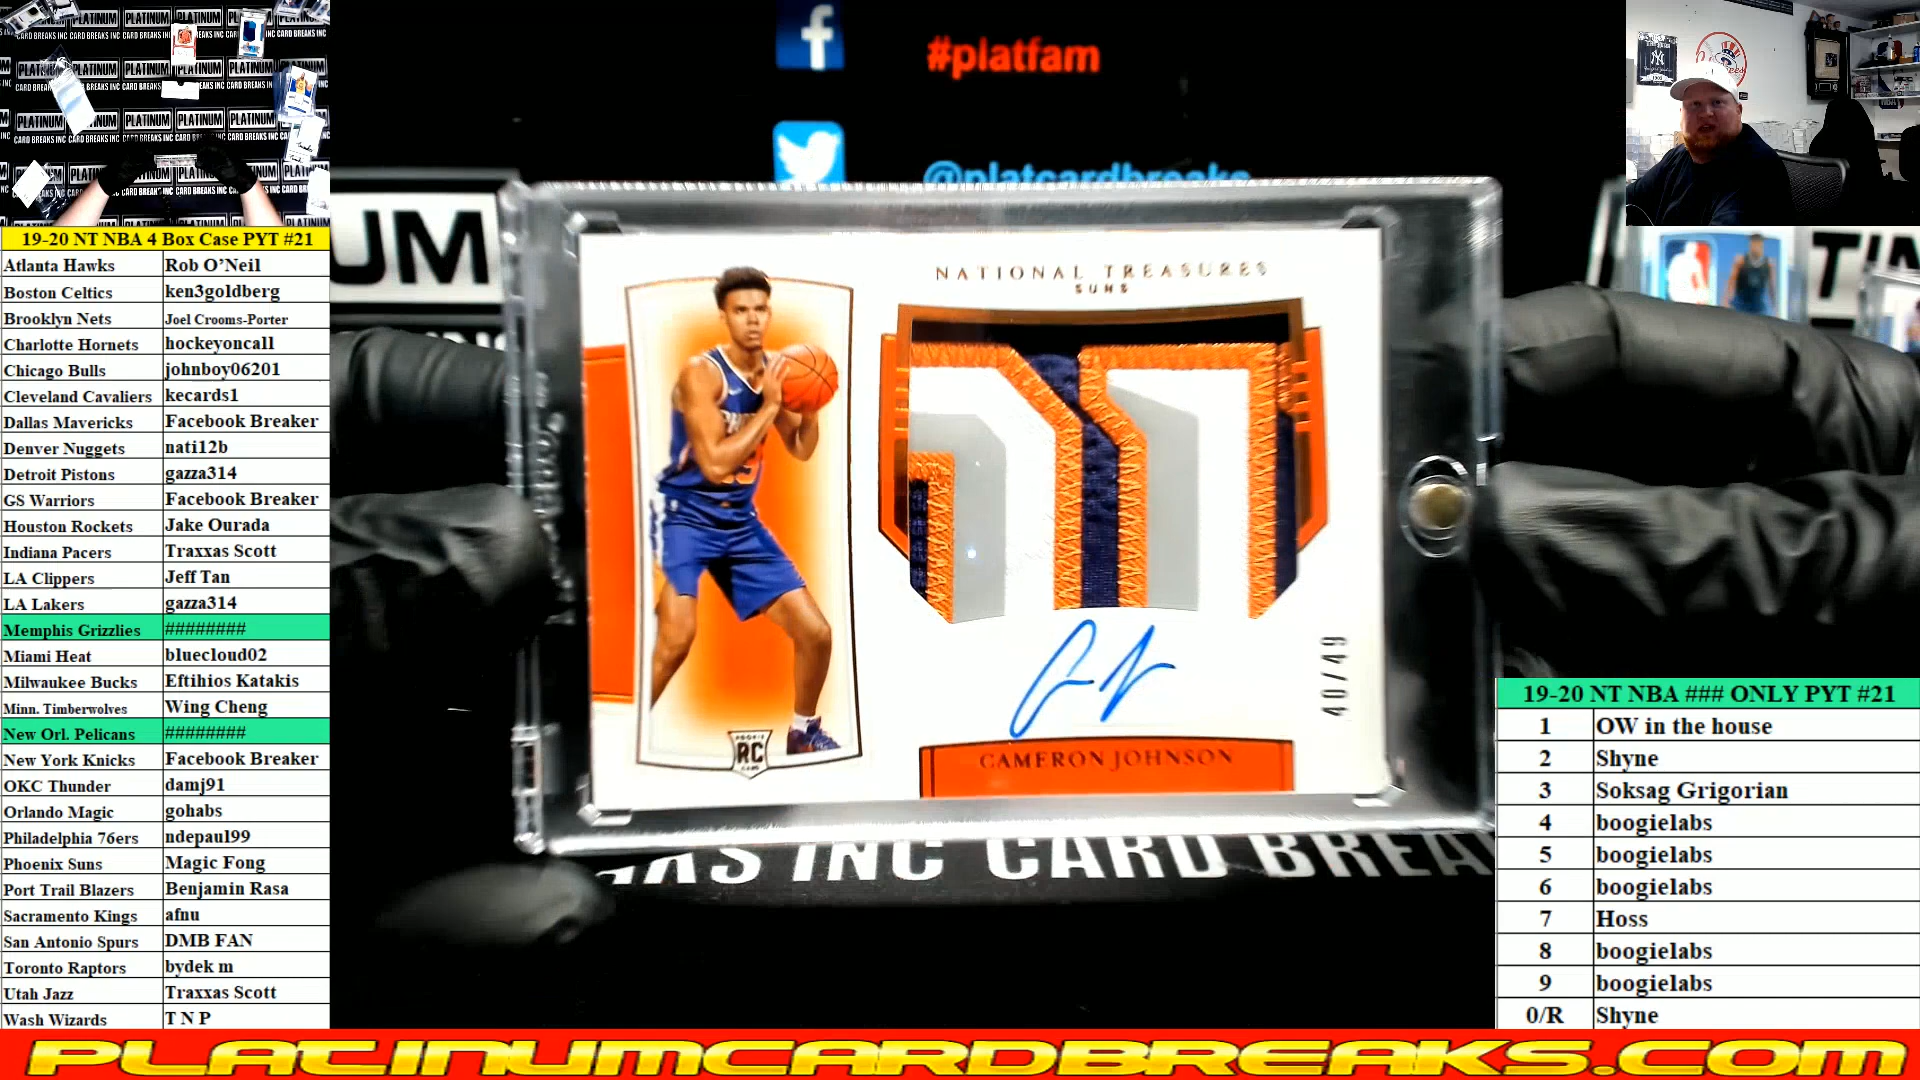 19-20 NT NBA 4 Box Case PYT #21
Atlanta Hawks Rob O'Neil
Boston Celtics ken3goldberg
Brooklyn Nets Joel Crooms-Porter
Charlotte Hornets hockeyoncall
Chicago Bulls johnboy06201
Cleveland Cavaliers kecards1
Dallas Mavericks Facebook Breaker
Denver Nuggets nati12b
Detroit Pistons gazza314
GS Warriors Facebook Breaker
Houston Rockets Jake Ourada
Indiana Pacers Traxxas Scott
LA Clippers Jeff Tan
LA Lakers gazza314
Memphis Grizzlies ########
Miami Heat bluecloud02
Milwaukee Bucks Eftihios Katakis
Minn. Timberwolves Wing Cheng
New Orl. Pelicans ########
New York Knicks Facebook Breaker
OKC Thunder damj91
Orlando Magic gohabs
Philadelphia 76ers ndepaul99
Phoenix Suns Magic Fong
Port Trail Blazers Benjamin Rasa
Sacramento Kings afnu
San Antonio Spurs DMB FAN
Toronto Raptors bydek m
Utah Jazz Traxxas Scott
Wash Wizards T N P
#platfam
@platcardbreaks
NATIONAL TREASURES
SUNS
40/49
ROOKIE
RC
CARD
CAMERON JOHNSON
INC CARD BREA
19-20 NT NBA ### ONLY PYT #21
1 OW in the house
2 Shyne
3 Soksag Grigorian
4 boogielabs
5 boogielabs
6 boogielabs
7 Hoss
8 boogielabs
9 boogielabs
0/R Shyne
PLATINUMCARDBREAKS.COM